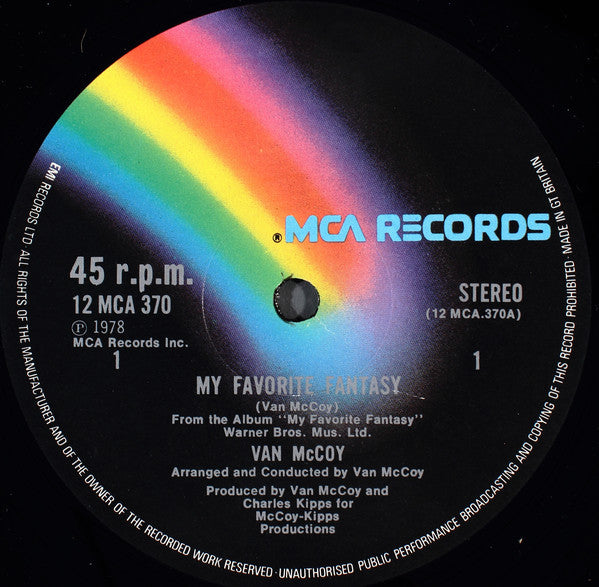 ® MCA RECORDS
45 r.p.m.
12 MCA 370
Ⓟ 1978
MCA Records Inc.
1
STEREO
(12 MCA.370A)
1
MY FAVORITE FANTASY
(Van McCoy)
From the Album "My Favorite Fantasy"
Warner Bros. Mus. Ltd.
VAN McCOY
Arranged and Conducted by Van McCoy
Produced by Van McCoy and
Charles Kipps for
McCoy-Kipps
Productions
EMI RECORDS LTD ALL RIGHTS OF THE MANUFACTURER AND OF THE OWNER OF THE RECORDED WORK RESERVED · UNAUTHORISED PUBLIC PERFORMANCE BROADCASTING AND COPYING OF THIS RECORD PROHIBITED · MADE IN GT BRITAIN